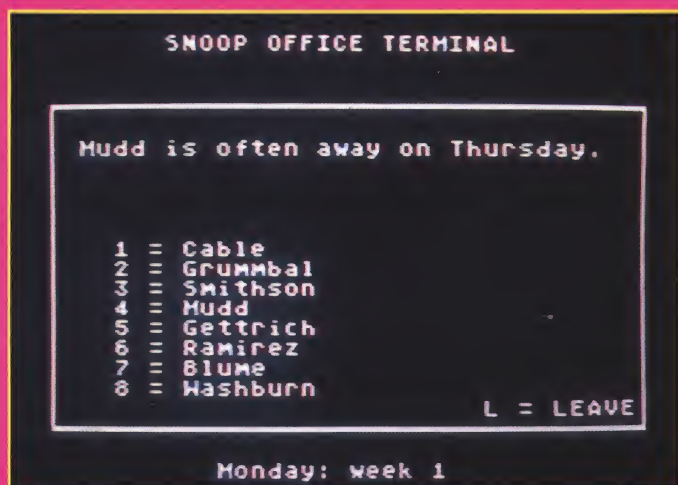 SNOOP OFFICE TERMINAL
Mudd is often away on Thursday.
1 = Cable
2 = Grummbal
3 = Smithson
4 = Mudd
5 = Gettrich
6 = Ramirez
7 = Blume
8 = Washburn
L = LEAVE
Monday: week 1